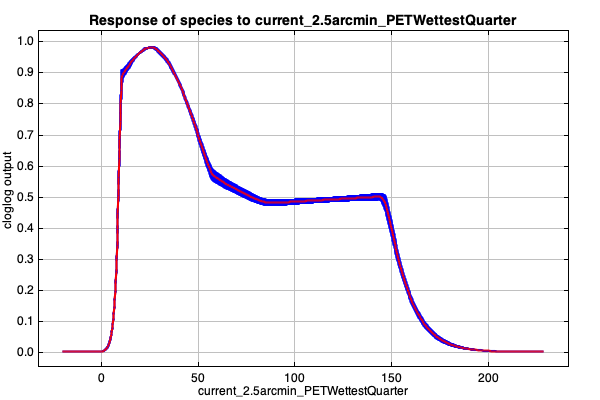 Response of species to current_2.5arcmin_PETWettestQuarter
cloglog output
1.0
0.9
0.8
0.7
0.6
0.5
0.4
0.3
0.2
0.1
0.0
0 50 100 150 200
current_2.5arcmin_PETWettestQuarter